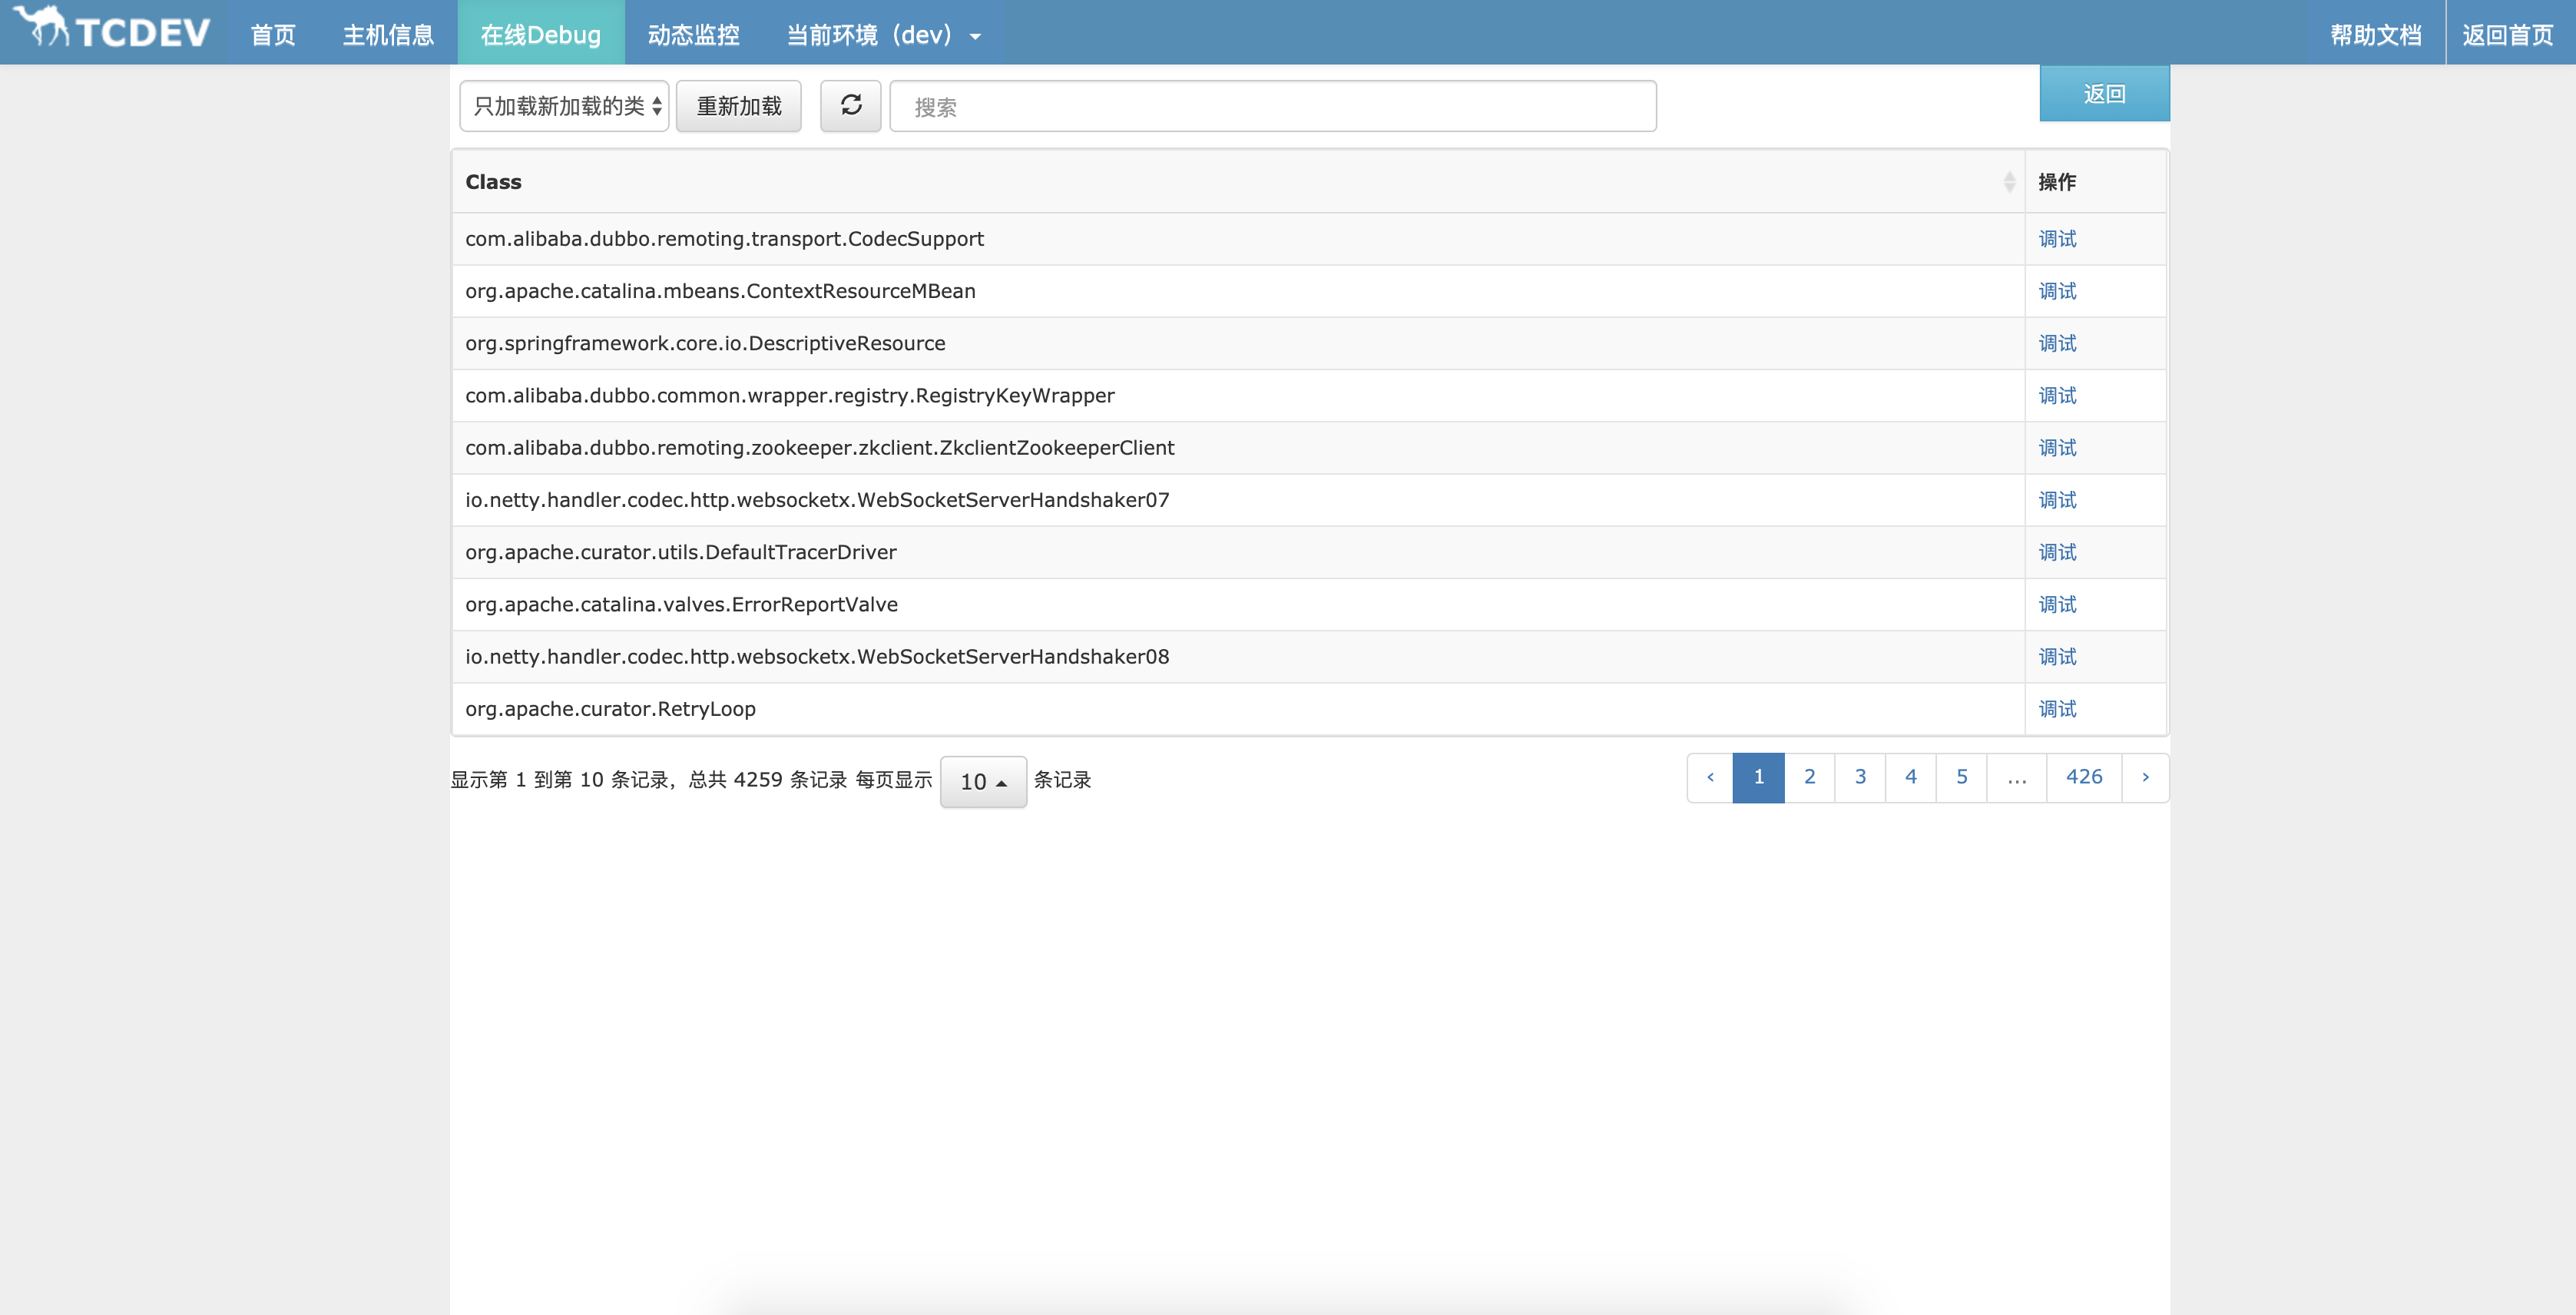 TCDEV 首页 主机信息 在线Debug 动态监控 当前环境（dev） 帮助文档 返回首页
只加载新加载的类 重新加载 搜索 返回
Class 操作
com.alibaba.dubbo.remoting.transport.CodecSupport 调试
org.apache.catalina.mbeans.ContextResourceMBean 调试
org.springframework.core.io.DescriptiveResource 调试
com.alibaba.dubbo.common.wrapper.registry.RegistryKeyWrapper 调试
com.alibaba.dubbo.remoting.zookeeper.zkclient.ZkclientZookeeperClient 调试
io.netty.handler.codec.http.websocketx.WebSocketServerHandshaker07 调试
org.apache.curator.utils.DefaultTracerDriver 调试
org.apache.catalina.valves.ErrorReportValve 调试
io.netty.handler.codec.http.websocketx.WebSocketServerHandshaker08 调试
org.apache.curator.RetryLoop 调试
显示第 1 到第 10 条记录，总共 4259 条记录 每页显示 10 条记录 ‹ 1 2 3 4 5 ... 426 ›